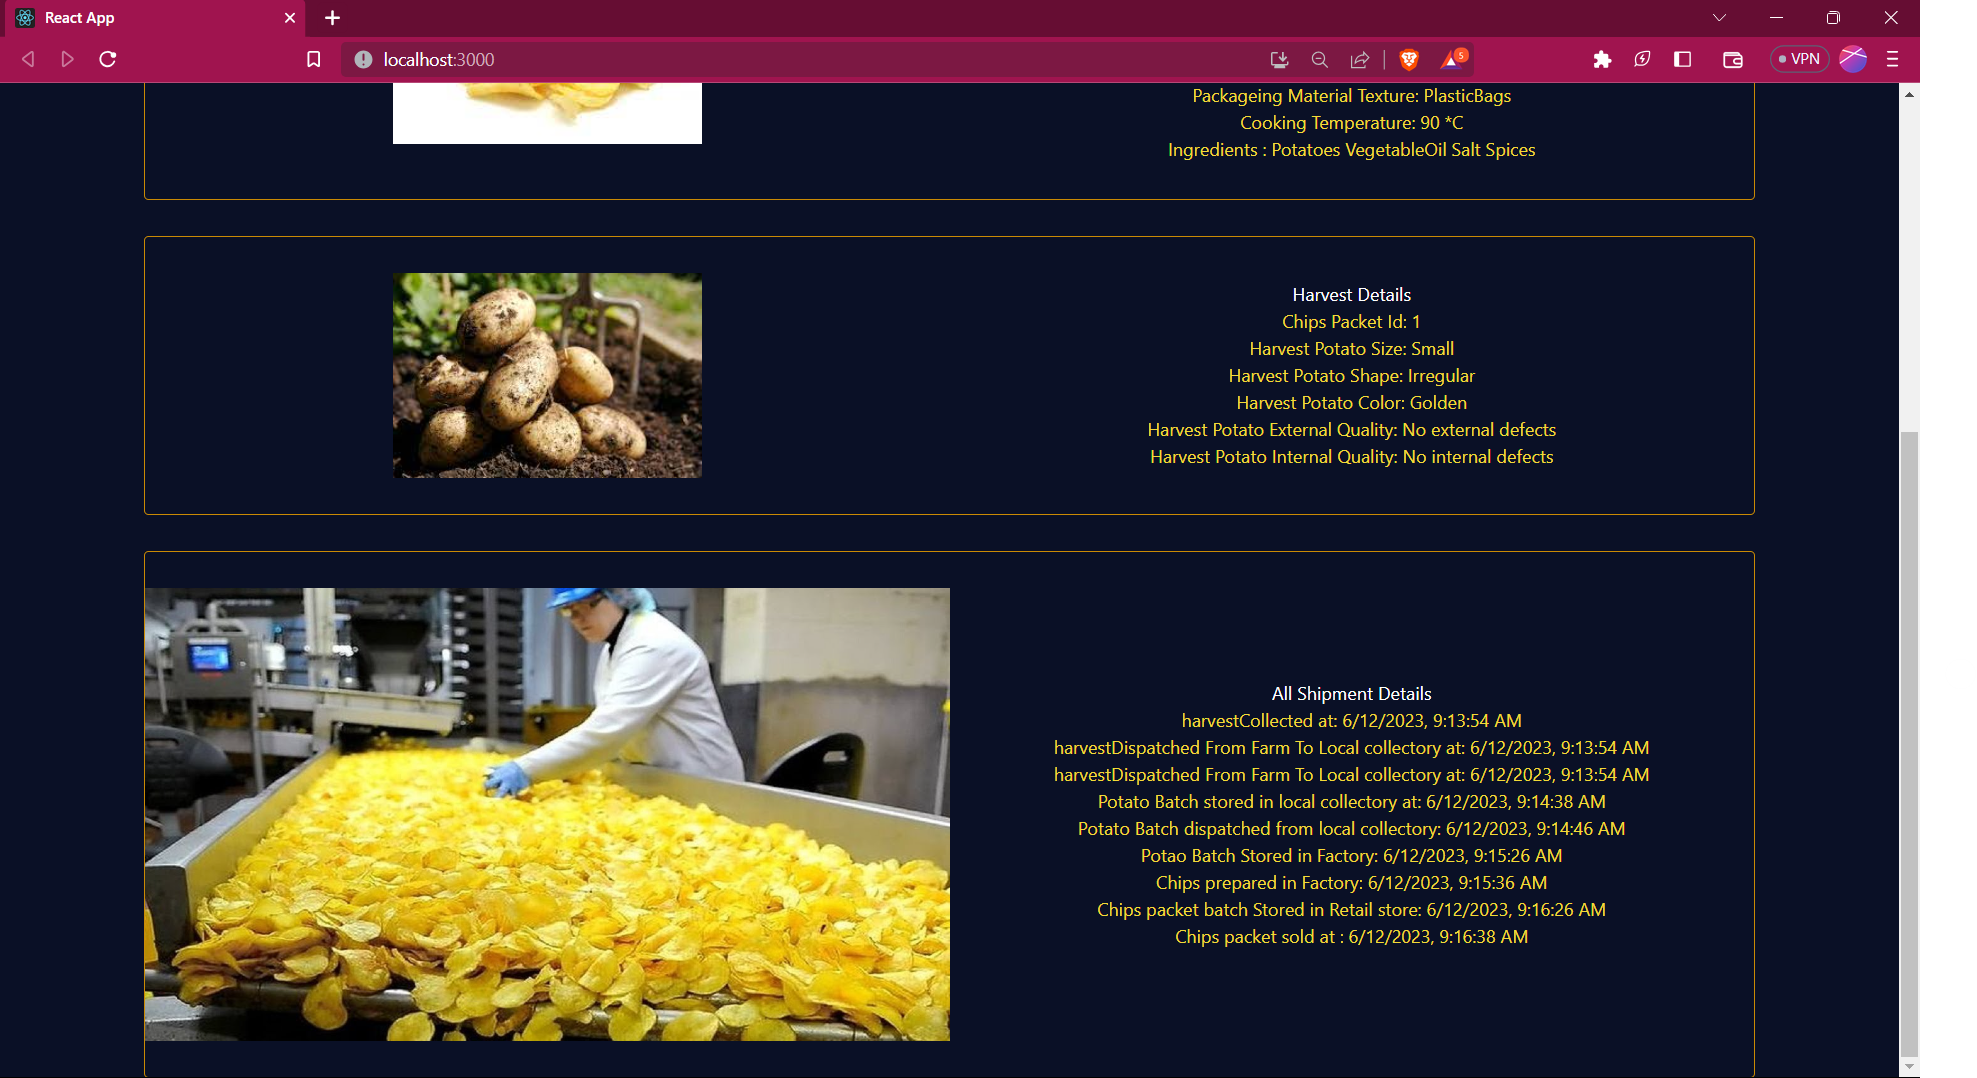 React App
localhost:3000
5
VPN
Packageing Material Texture: PlasticBags
Cooking Temperature: 90 *C
Ingredients : Potatoes VegetableOil Salt Spices
Harvest Details
Chips Packet Id: 1
Harvest Potato Size: Small
Harvest Potato Shape: Irregular
Harvest Potato Color: Golden
Harvest Potato External Quality: No external defects
Harvest Potato Internal Quality: No internal defects
All Shipment Details
harvestCollected at: 6/12/2023, 9:13:54 AM
harvestDispatched From Farm To Local collectory at: 6/12/2023, 9:13:54 AM
harvestDispatched From Farm To Local collectory at: 6/12/2023, 9:13:54 AM
Potato Batch stored in local collectory at: 6/12/2023, 9:14:38 AM
Potato Batch dispatched from local collectory: 6/12/2023, 9:14:46 AM
Potao Batch Stored in Factory: 6/12/2023, 9:15:26 AM
Chips prepared in Factory: 6/12/2023, 9:15:36 AM
Chips packet batch Stored in Retail store: 6/12/2023, 9:16:26 AM
Chips packet sold at : 6/12/2023, 9:16:38 AM